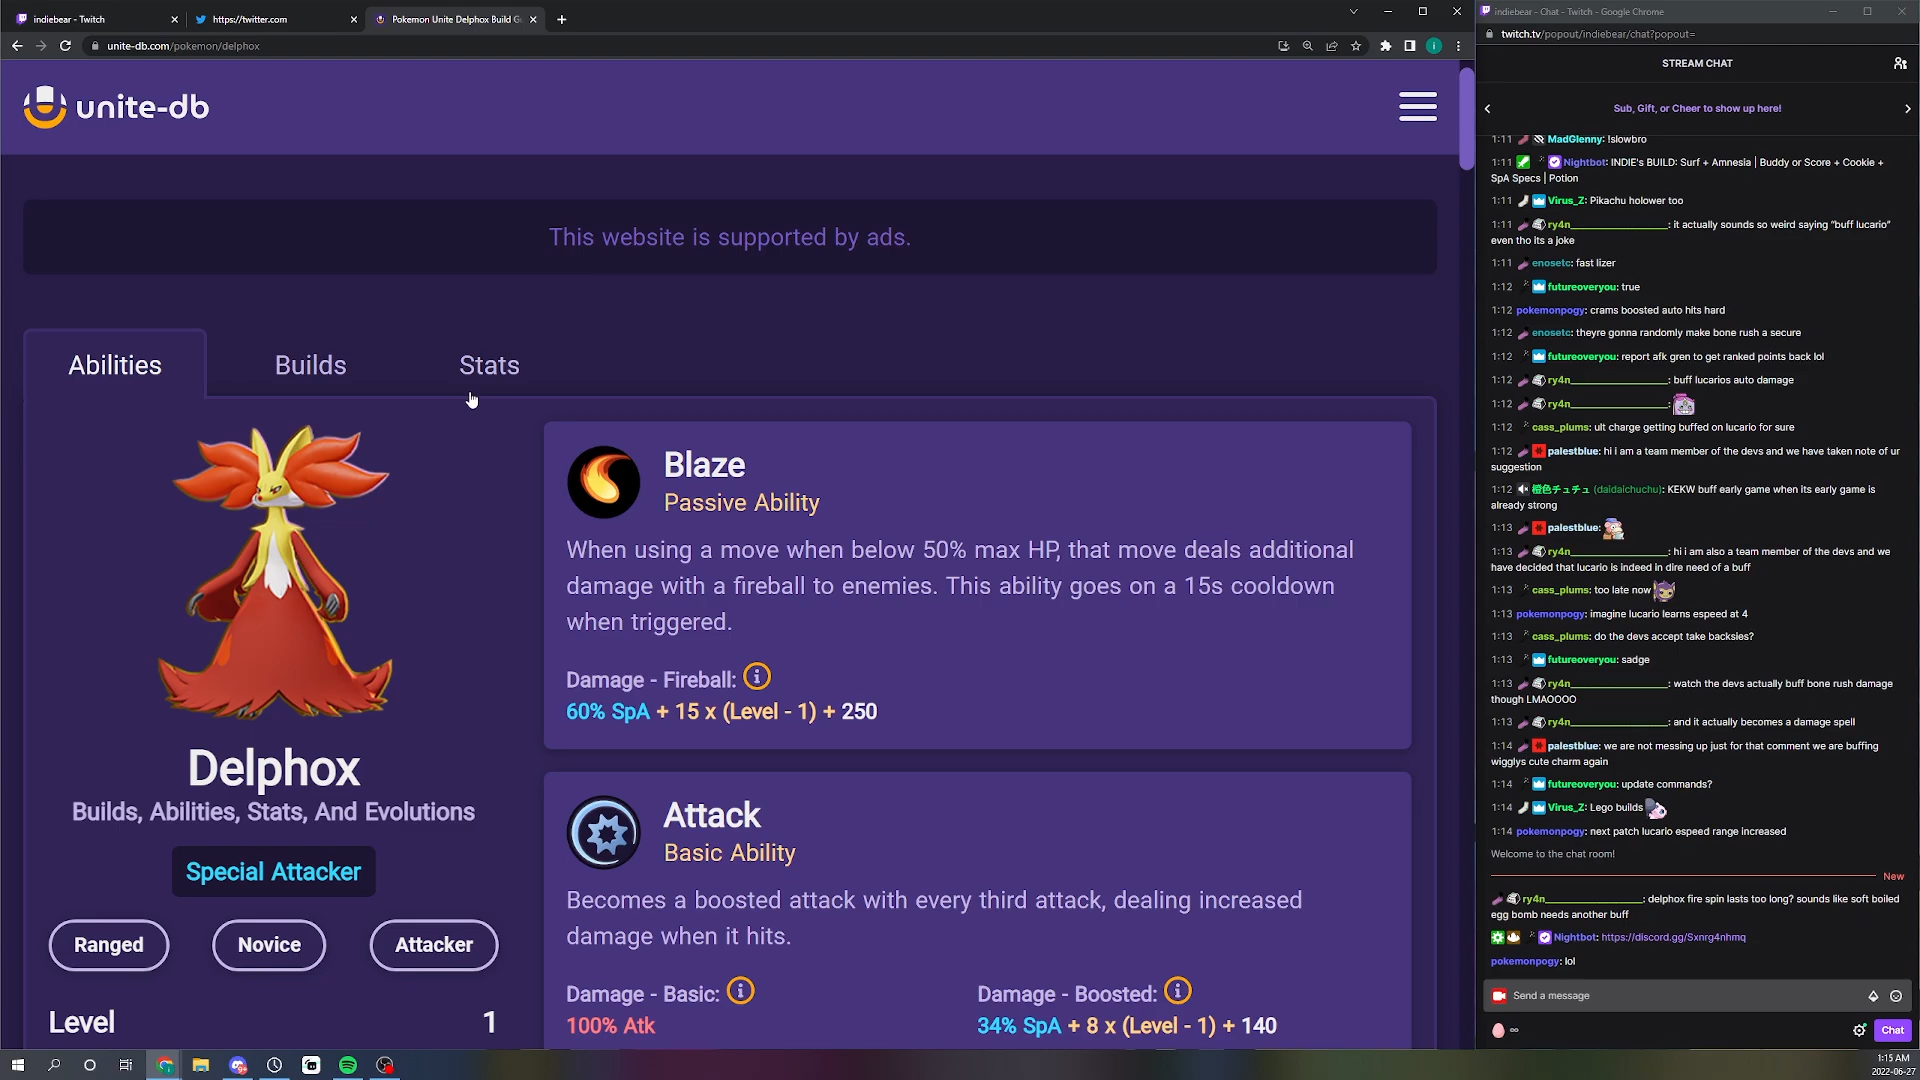 indiebear - Twitch
https://twitter.com
Pokemon Unite Delphox Build G
unite-db.com/pokemon/delphox
unite-db
This website is supported by ads.
Abilities
Builds
Stats
Delphox
Builds, Abilities, Stats, And Evolutions
Special Attacker
Ranged
Novice
Attacker
Level
1
Blaze
Passive Ability
When using a move when below 50% max HP, that move deals additional
damage with a fireball to enemies. This ability goes on a 15s cooldown
when triggered.
Damage - Fireball:
60% SpA + 15 x (Level - 1) + 250
Attack
Basic Ability
Becomes a boosted attack with every third attack, dealing increased
damage when it hits.
Damage - Basic:
100% Atk
Damage - Boosted:
34% SpA + 8 x (Level - 1) + 140
indiebear - Chat - Twitch - Google Chrome
twitch.tv/popout/indiebear/chat?popout=
STREAM CHAT
Sub, Gift, or Cheer to show up here!
1:11 MadGlenny: !slowbro
1:11 Nightbot: INDIE's BUILD: Surf + Amnesia | Buddy or Score + Cookie +
SpA Specs | Potion
1:11 Virus_Z: Pikachu holower too
1:11 ry4n___________________: it actually sounds so weird saying "buff lucario"
even tho its a joke
1:11 enosetc: fast lizer
1:12 futureoveryou: true
1:12 pokemonpogy: crams boosted auto hits hard
1:12 enosetc: theyre gonna randomly make bone rush a secure
1:12 futureoveryou: report afk gren to get ranked points back lol
1:12 ry4n___________________: buff lucarios auto damage
1:12 ry4n___________________:
1:12 cass_plums: ult charge getting buffed on lucario for sure
1:12 palestblue: hi i am a team member of the devs and we have taken note of ur
suggestion
1:12 橙色チュチュ (daidaichuchu): KEKW buff early game when its early game is
already strong
1:13 palestblue:
1:13 ry4n___________________: hi i am also a team member of the devs and we
have decided that lucario is indeed in dire need of a buff
1:13 cass_plums: too late now
1:13 pokemonpogy: imagine lucario learns espeed at 4
1:13 cass_plums: do the devs accept take backsies?
1:13 futureoveryou: sadge
1:13 ry4n___________________: watch the devs actually buff bone rush damage
though LMAOOOO
1:13 ry4n___________________: and it actually becomes a damage spell
1:14 palestblue: we are not messing up just for that comment we are buffing
wigglys cute charm again
1:14 futureoveryou: update commands?
1:14 Virus_Z: Lego builds
1:14 pokemonpogy: next patch lucario espeed range increased
Welcome to the chat room!
New
ry4n___________________: delphox fire spin lasts too long? sounds like soft boiled
egg bomb needs another buff
Nightbot: https://discord.gg/Sxnrg4nhmq
pokemonpogy: lol
Send a message
Chat
1:15 AM
2022-06-27